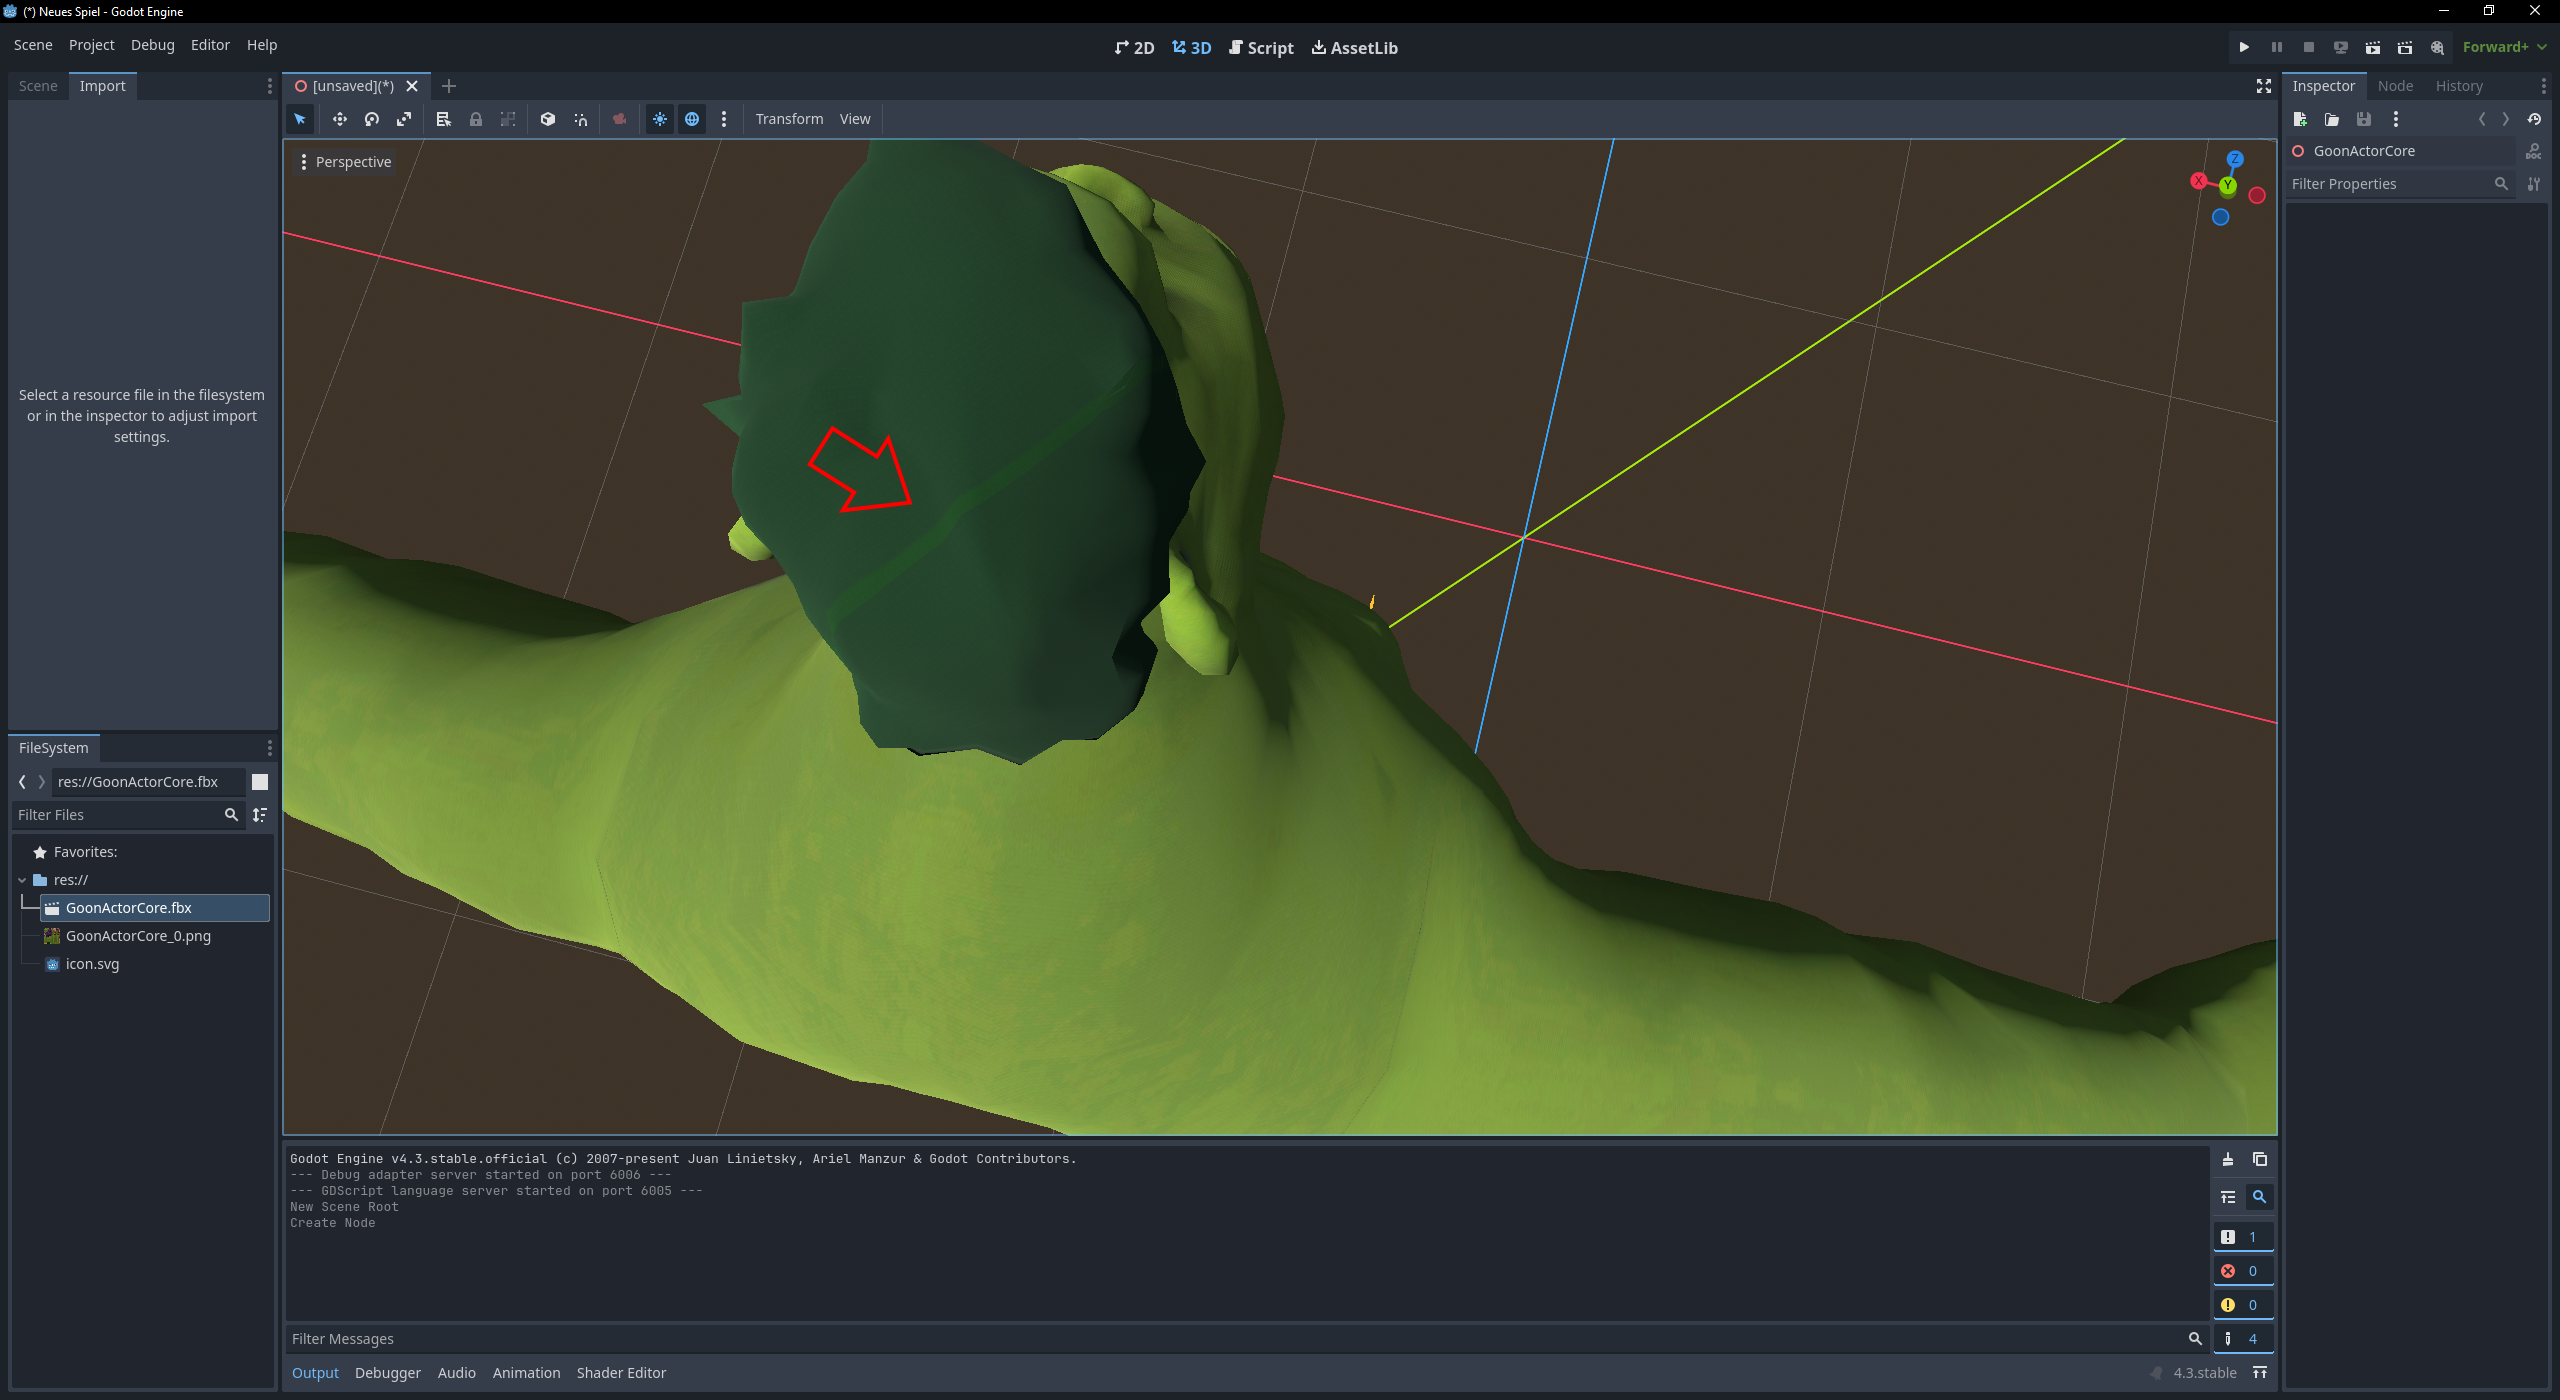 (*) Neues Spiel - Godot Engine
Scene Project Debug Editor Help
2D 3D Script AssetLib
Forward+
Scene Import
[unsaved](*)
Inspector Node History
Transform View
Perspective
Z
X
Y
GoonActorCore
DOC
Filter Properties
Select a resource file in the filesystem
or in the inspector to adjust import
settings.
FileSystem
res://GoonActorCore.fbx
Filter Files
Favorites:
res://
GoonActorCore.fbx
GoonActorCore_0.png
icon.svg
Godot Engine v4.3.stable.official (c) 2007-present Juan Linietsky, Ariel Manzur & Godot Contributors.
--- Debug adapter server started on port 6006 ---
--- GDScript language server started on port 6005 ---
New Scene Root
Create Node
1
0
0
4
Filter Messages
Output Debugger Audio Animation Shader Editor
4.3.stable